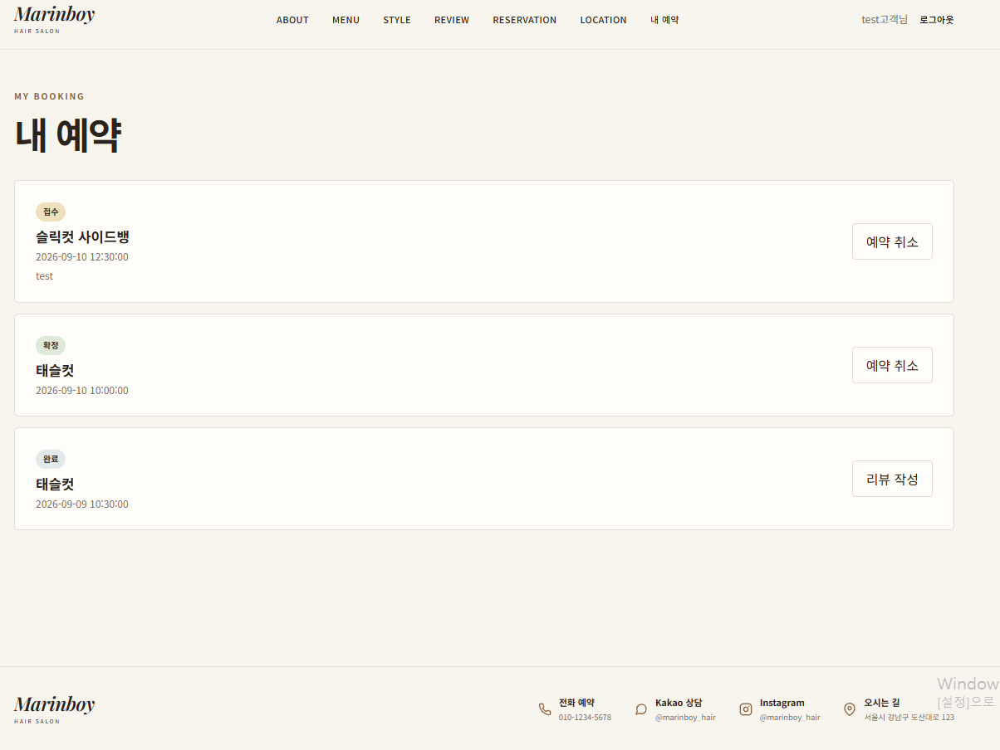 Marinboy
HAIR SALON
ABOUT MENU STYLE REVIEW RESERVATION LOCATION 내 예약
test고객님 로그아웃
MY BOOKING
내 예약
접수
슬릭컷 사이드뱅
2026-09-10 12:30:00
test
예약 취소
확정
태슬컷
2026-09-10 10:00:00
예약 취소
완료
태슬컷
2026-09-09 10:30:00
리뷰 작성
Marinboy
HAIR SALON
전화 예약
010-1234-5678
Kakao 상담
@marinboy_hair
Instagram
@marinboy_hair
오시는 길
서울시 강남구 도산대로 123
Window
[설정]으로